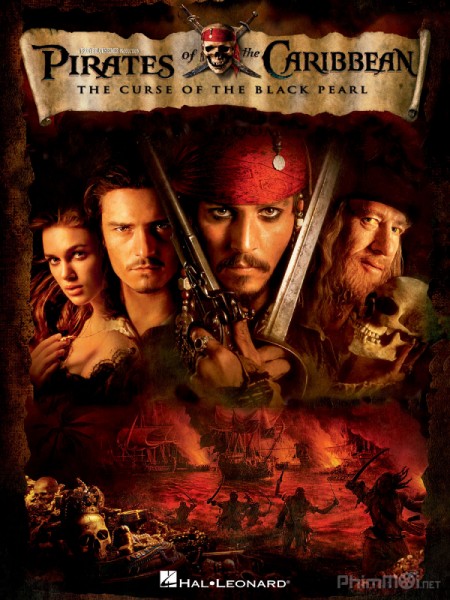 PIRATES of the CARIBBEAN
THE CURSE OF THE BLACK PEARL
HAL•LEONARD®
PhimMoi.NET